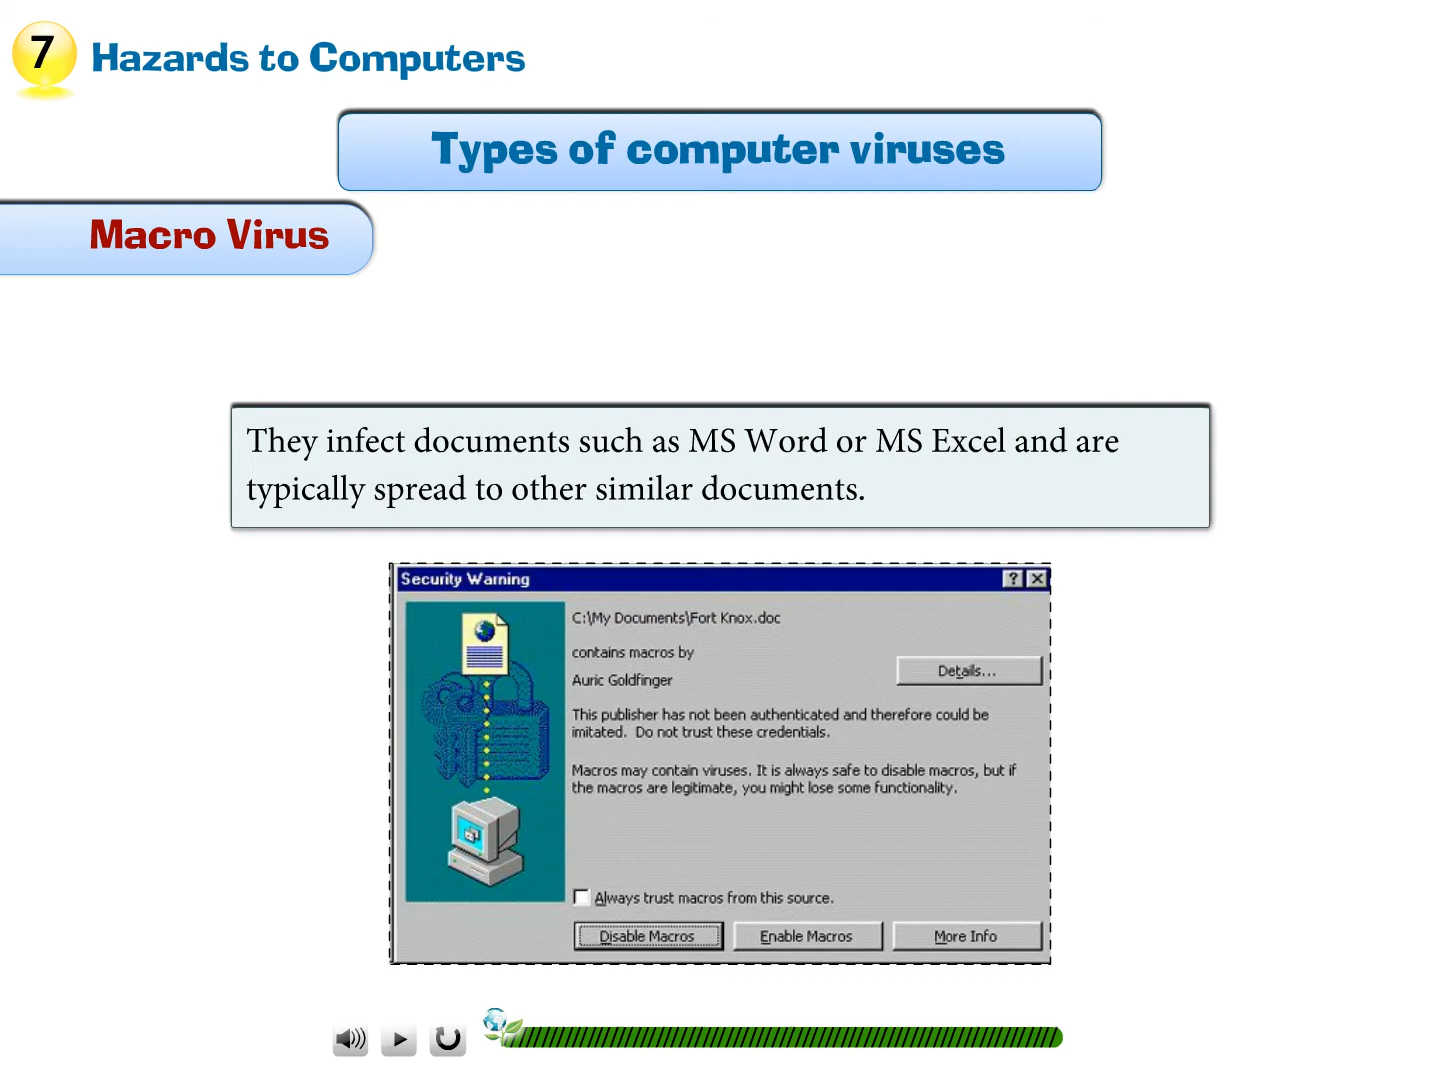 7
Hazards to Computers
Types of computer viruses
Macro Virus
They infect documents such as MS Word or MS Excel and are
typically spread to other similar documents.
Security Warning
C:\My Documents\Fort Knox.doc
contains macros by
Auric Goldfinger
Details...
This publisher has not been authenticated and therefore could be
imitated. Do not trust these credentials.
Macros may contain viruses. It is always safe to disable macros, but if
the macros are legitimate, you might lose some functionality.
Always trust macros from this source.
Disable Macros
Enable Macros
More Info